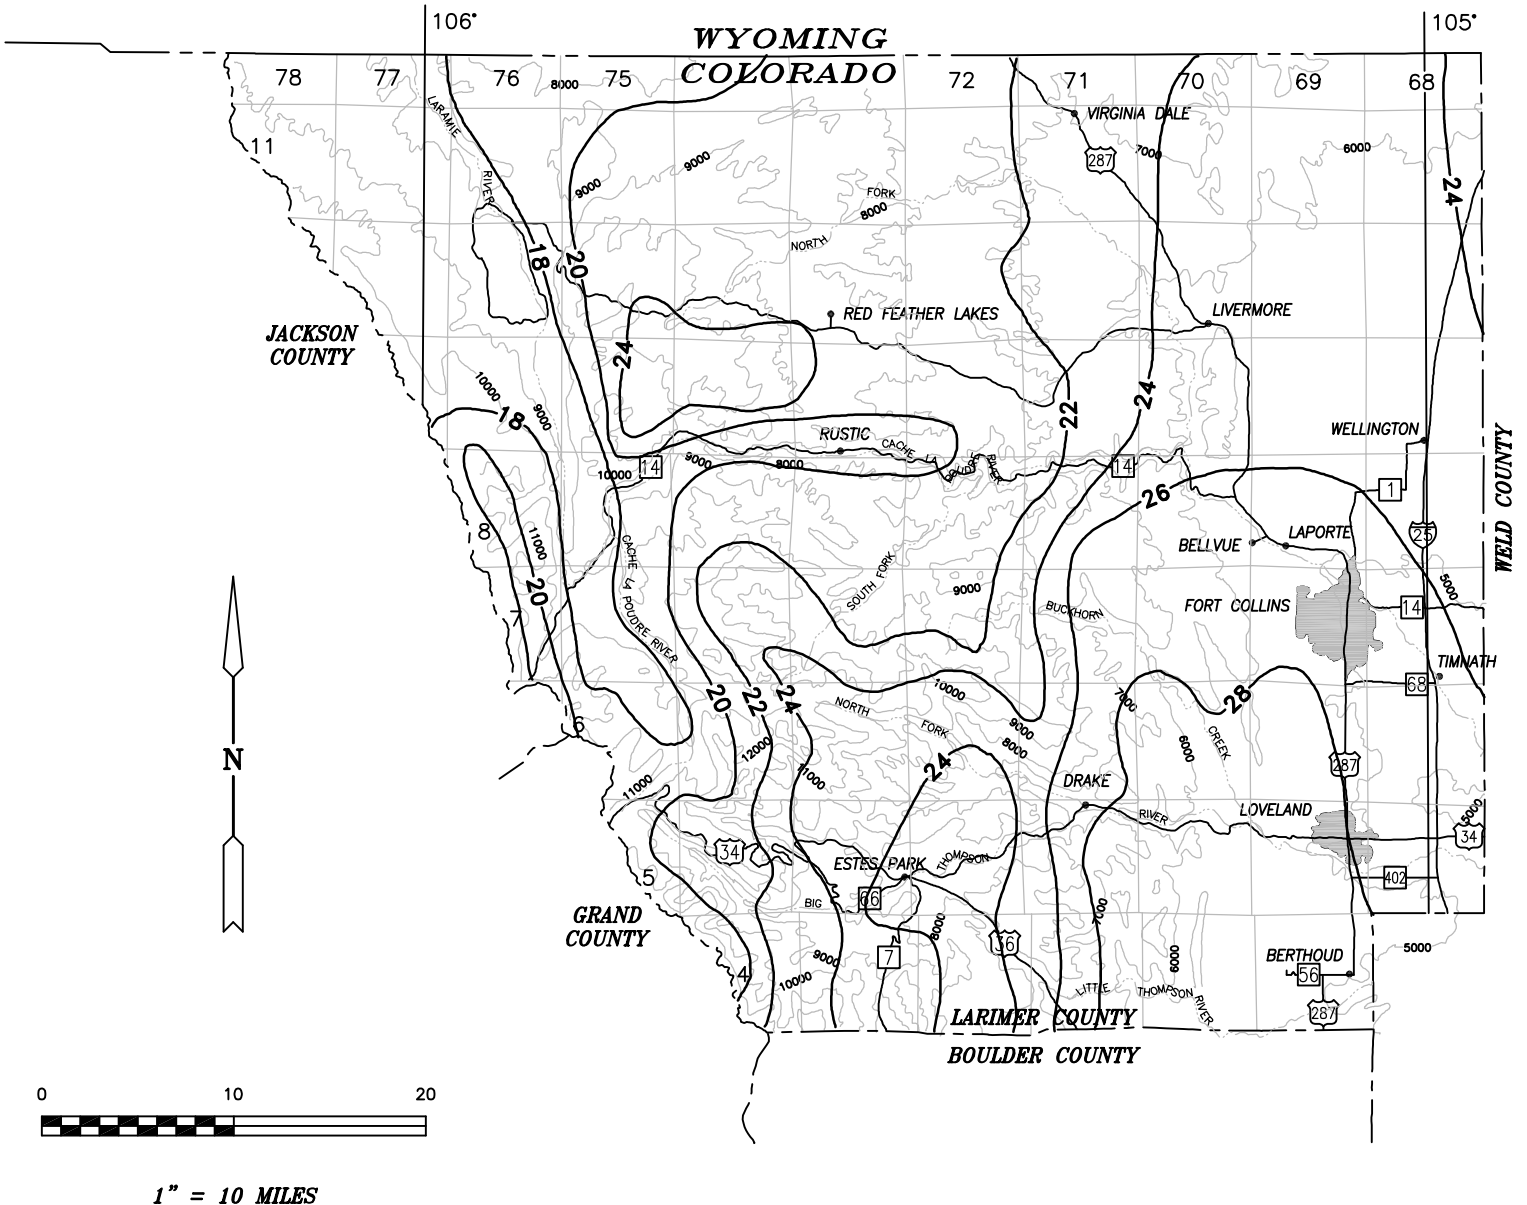 106°
105°
WYOMING
COLORADO
78
77
76
75
72
71
70
69
68
8000
LARAMIE
RIVER
VIRGINIA DALE
287
7000
6000
11
9000
9000
FORK
8000
NORTH
24
18
20
RED FEATHER LAKES
LIVERMORE
JACKSON
COUNTY
24
10000
9000
18
22
24
RUSTIC
CACHE LA
POUDRE
RIVER
WELLINGTON
WELD COUNTY
14
10000
9000
8000
14
26
1
8
11000
CACHE LA POUDRE RIVER
SOUTH FORK
9000
BELLVUE
LAPORTE
25
5000
20
7
BUCKHORN
FORT COLLINS
14
TIMNATH
68
6
20
22
24
10000
NORTH
FORK
9000
8000
7000
28
CREEK
6000
12000
11000
11000
24
DRAKE
287
RIVER
LOVELAND
5000
34
34
ESTES PARK
THOMPSON
402
5
66
BIG
7000
GRAND
COUNTY
8000
36
7
9000
10000
4
6000
BERTHOUD
56
5000
LITTLE THOMPSON RIVER
287
LARIMER COUNTY
BOULDER COUNTY
N
0
10
20
1" = 10 MILES